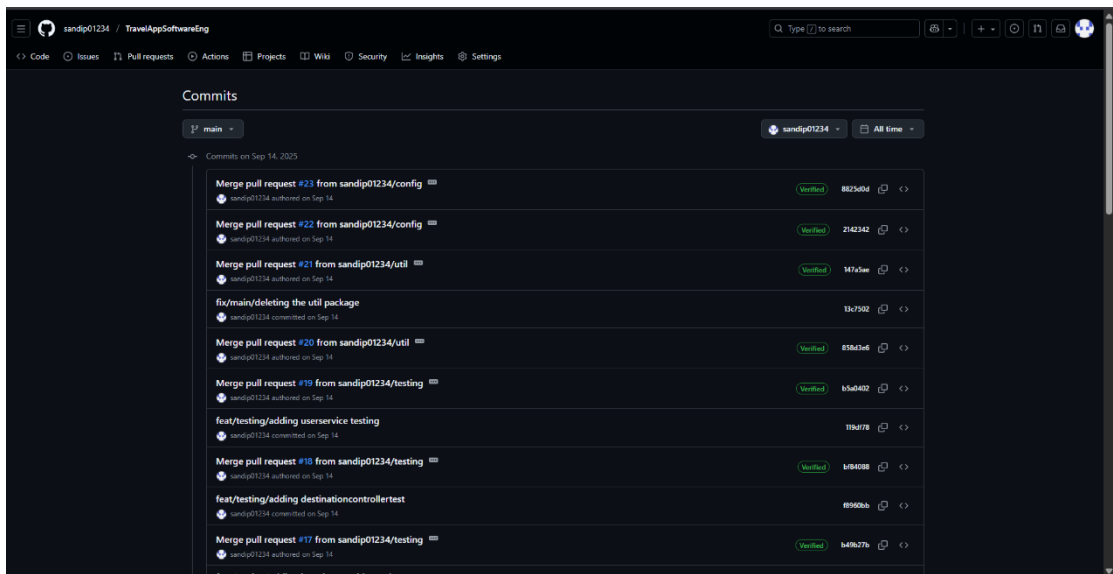 sandip01234 / TravelAppSoftwareEng
Type / to search
Code Issues Pull requests Actions Projects Wiki Security Insights Settings
Commits
main
sandip01234 All time
Commits on Sep 14, 2025
Merge pull request #23 from sandip01234/config
Verified 8825d0d
sandip01234 authored on Sep 14
Merge pull request #22 from sandip01234/config
Verified 2142342
sandip01234 authored on Sep 14
Merge pull request #21 from sandip01234/util
Verified 147a5ae
sandip01234 authored on Sep 14
fix/main/deleting the util package
13c7502
sandip01234 committed on Sep 14
Merge pull request #20 from sandip01234/util
Verified 858d3e6
sandip01234 authored on Sep 14
Merge pull request #19 from sandip01234/testing
Verified b5a0402
sandip01234 authored on Sep 14
feat/testing/adding userservice testing
119df78
sandip01234 committed on Sep 14
Merge pull request #18 from sandip01234/testing
Verified bf84088
sandip01234 authored on Sep 14
feat/testing/adding destinationcontrollertest
f8960bb
sandip01234 committed on Sep 14
Merge pull request #17 from sandip01234/testing
Verified b49b27b
sandip01234 authored on Sep 14